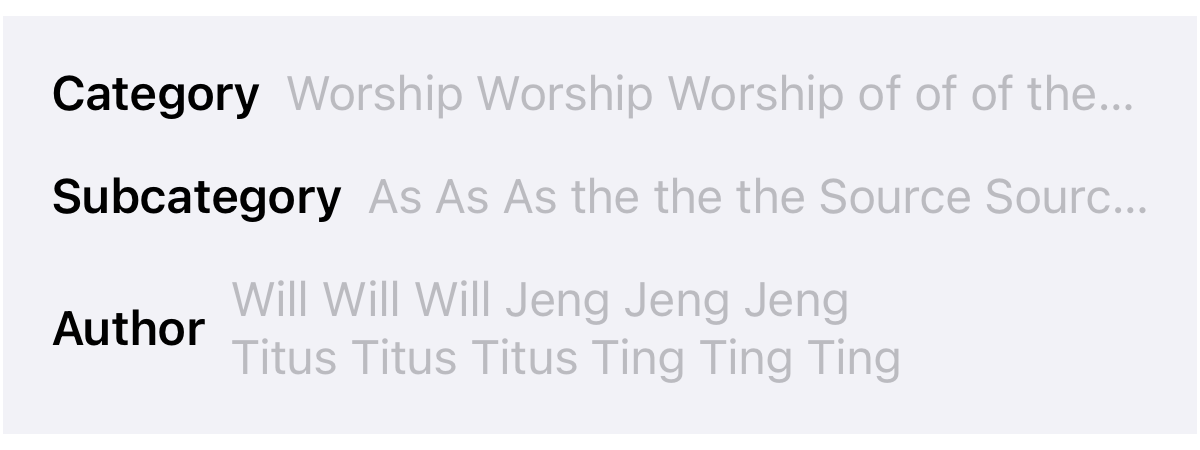 Category Worship Worship Worship of of of the...
Subcategory As As As the the the Source Sourc...
Author Will Will Will Jeng Jeng Jeng
Titus Titus Titus Ting Ting Ting